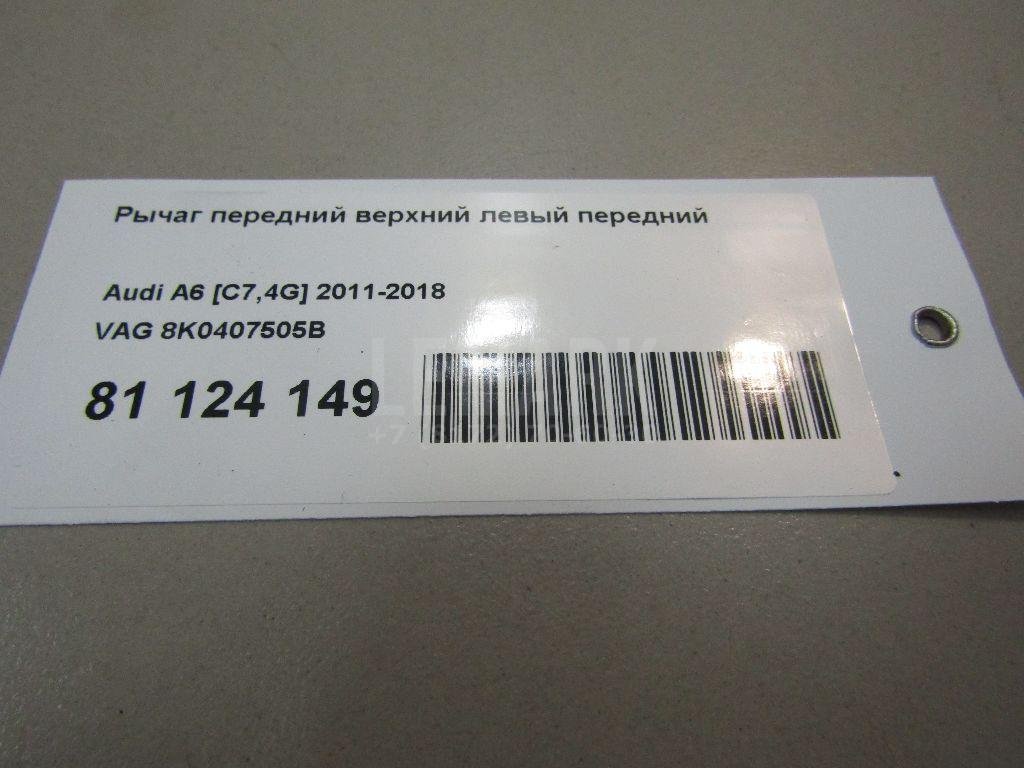 Рычаг передний верхний левый передний
Audi A6 [C7,4G] 2011-2018
VAG 8K0407505B
81 124 149